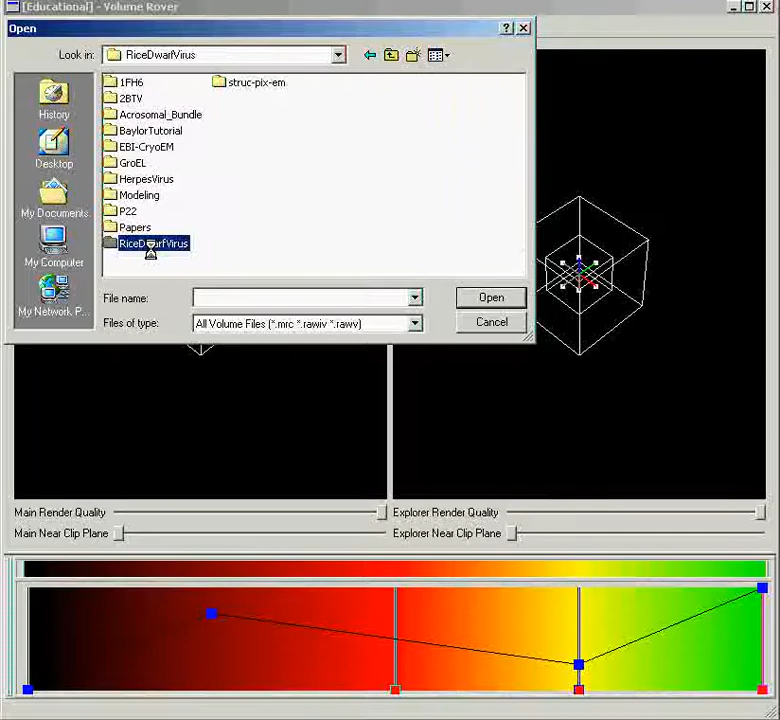 [Educational] - Volume Rover
Open
Look in: RiceDwarfVirus
1FH6
struc-pix-em
2BTV
Acrosomal_Bundle
BaylorTutorial
EBI-CryoEM
GroEL
HerpesVirus
Modeling
P22
Papers
RiceDwarfVirus
History
Desktop
My Documents
My Computer
My Network P...
File name:
Open
Files of type: All Volume Files (*.mrc *.rawiv *.rawv)
Cancel
Main Render Quality
Explorer Render Quality
Main Near Clip Plane
Explorer Near Clip Plane